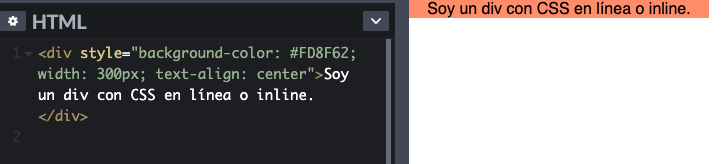 HTML
1 <div style="background-color: #FD8F62;
width: 300px; text-align: center">Soy
un div con CSS en línea o inline.
</div>
2
Soy un div con CSS en línea o inline.